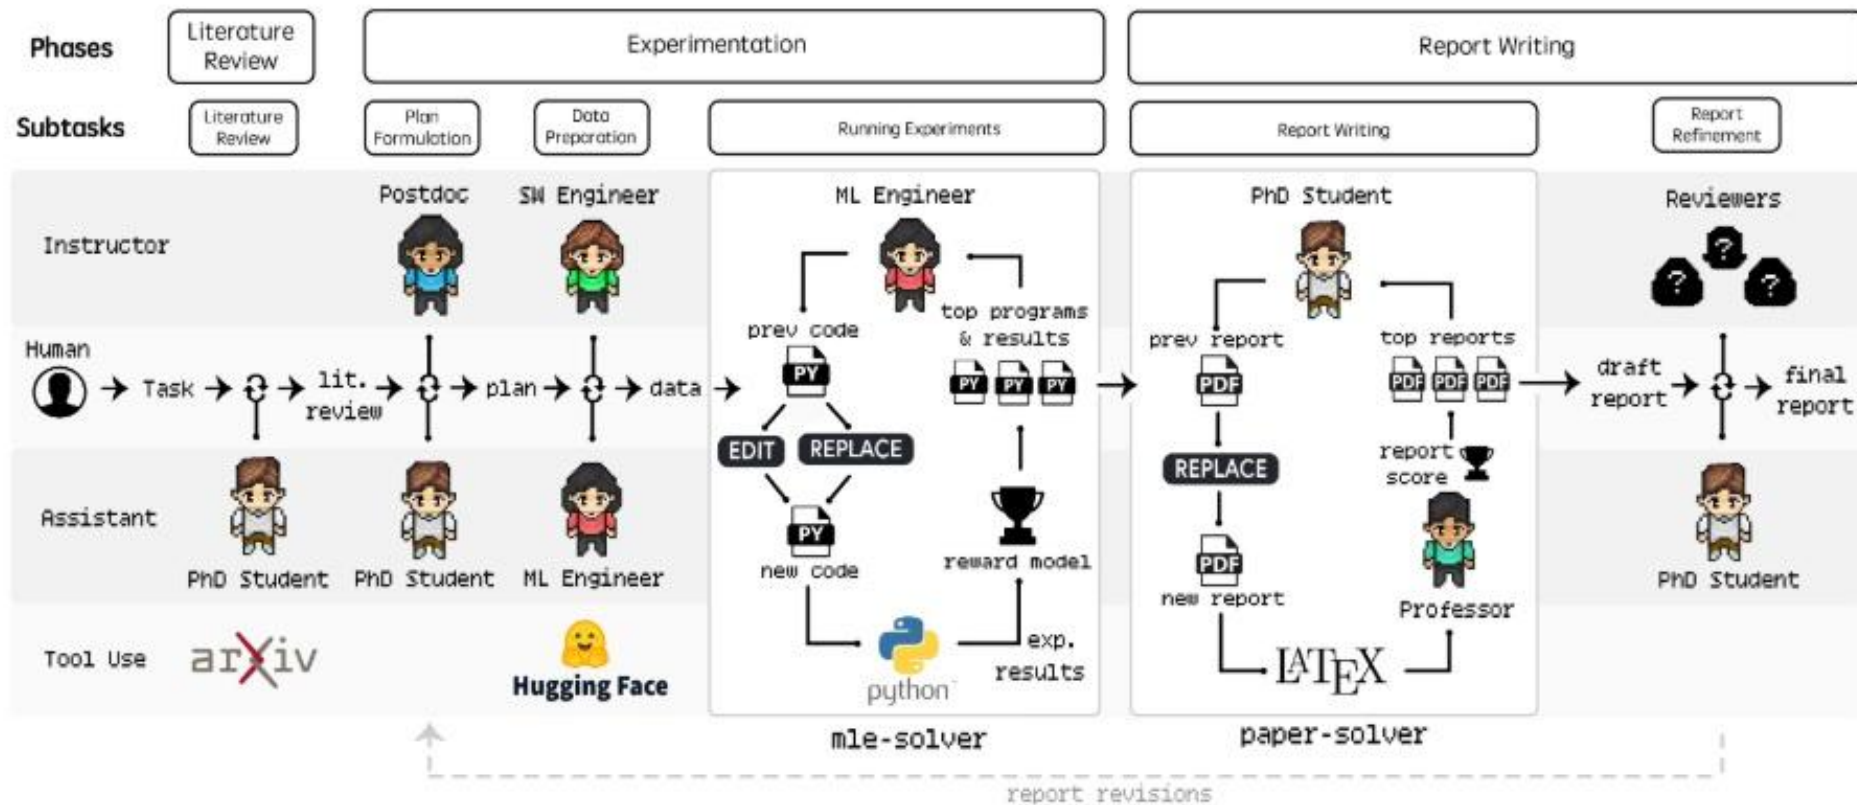 Phases
Literature
Review
Experimentation
Report Writing
Subtasks
Literature
Review
Plan
Formulation
Data
Preparation
Running Experiments
Report Writing
Report
Refinement
Instructor
Postdoc
SW Engineer
ML Engineer
PhD Student
Reviewers
? ? ?
Human
Task
lit.
review
plan
data
prev code
PY
EDIT
REPLACE
PY
new code
top programs
& results
PY PY PY
reward model
exp.
results
python
prev report
PDF
REPLACE
PDF
new report
top reports
PDF PDF PDF
report
score
Professor
LATEX
draft
report
final
report
Assistant
PhD Student
PhD Student
ML Engineer
PhD Student
Tool Use
arXiv
Hugging Face
mle-solver
paper-solver
report revisions